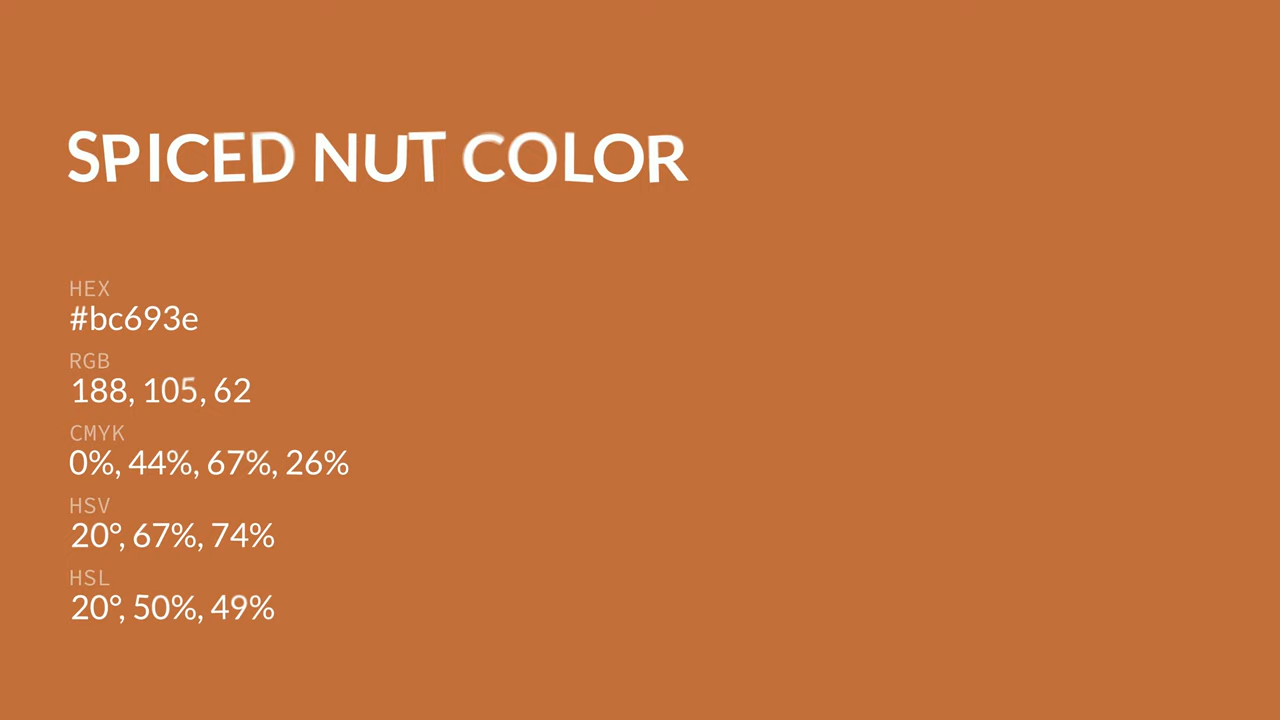 SPICED NUT COLOR
HEX
#bc693e
RGB
188, 105, 62
CMYK
0%, 44%, 67%, 26%
HSV
20°, 67%, 74%
HSL
20°, 50%, 49%